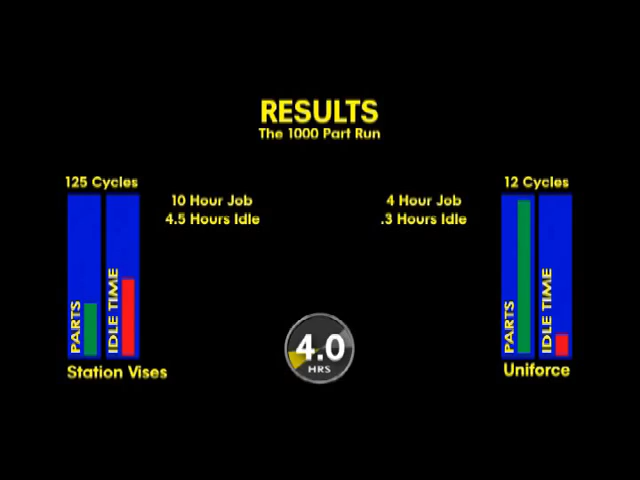 RESULTS
The 1000 Part Run
125 Cycles
10 Hour Job
4.5 Hours Idle
4 Hour Job
.3 Hours Idle
12 Cycles
PARTS
IDLE TIME
4.0
HRS
PARTS
IDLE TIME
Station Vises
Uniforce